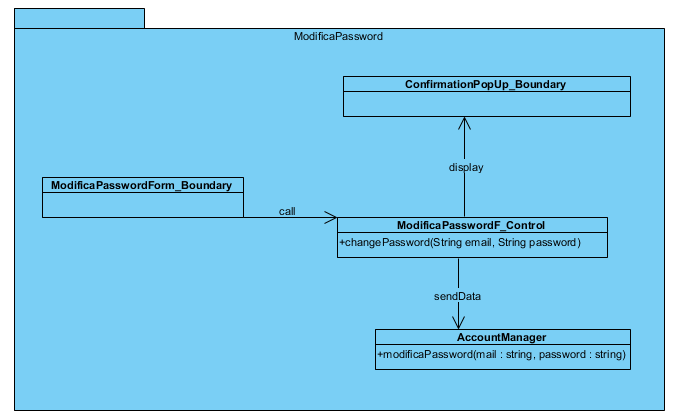 ModificaPassword
ConfirmationPopUp_Boundary
display
ModificaPasswordForm_Boundary
call
ModificaPasswordF_Control
+changePassword(String email, String password)
sendData
AccountManager
+modificaPassword(mail : string, password : string)